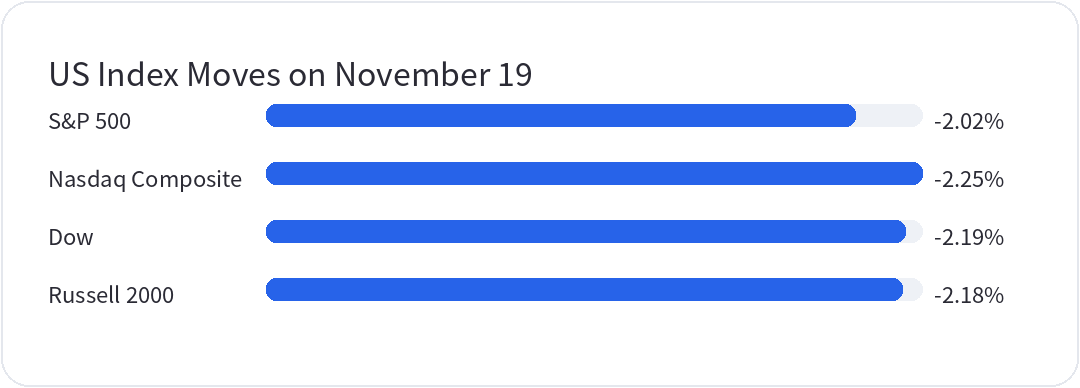 US Index Moves on November 19
S&P 500 -2.02%
Nasdaq Composite -2.25%
Dow -2.19%
Russell 2000 -2.18%